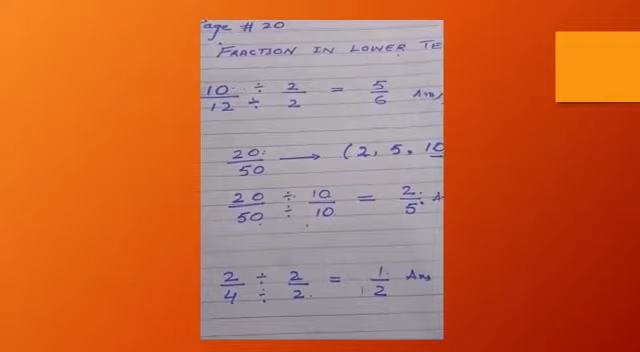 age # 20
FRACTION IN LOWER TE
10/12 ÷/÷ 2/2 = 5/6 Ans,
20/50 → (2, 5, 10
20/50 ÷/÷ 10/10 = 2/5 A
2/4 ÷/÷ 2/2 = 1/2 Ans